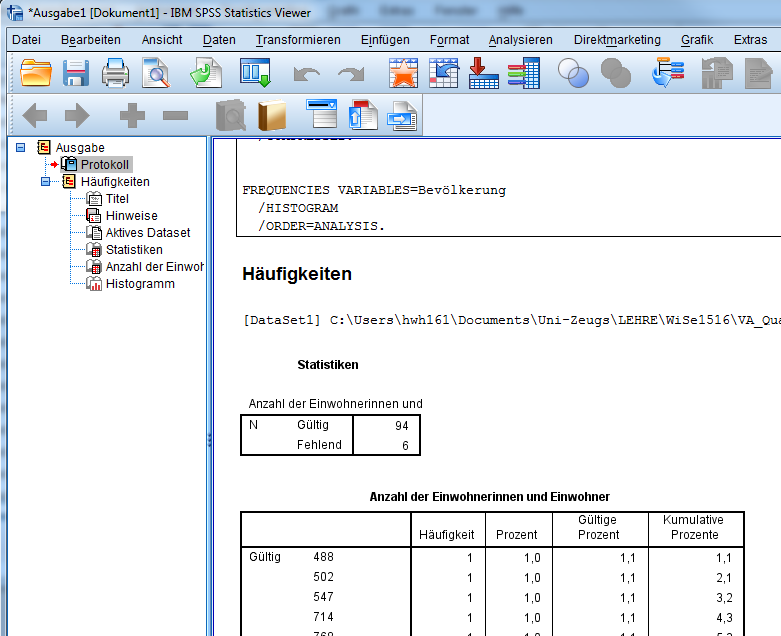 *Ausgabe1 [Dokument1] - IBM SPSS Statistics Viewer
Datei Bearbeiten Ansicht Daten Transformieren Einfügen Format Analysieren Direktmarketing Grafik Extras
Ausgabe
Protokoll
Häufigkeiten
Titel
Hinweise
Aktives Dataset
Statistiken
Anzahl der Einwoh
Histogramm
FREQUENCIES VARIABLES=Bevölkerung
/HISTOGRAM
/ORDER=ANALYSIS.
Häufigkeiten
[DataSet1] C:\Users\hwh161\Documents\Uni-Zeugs\LEHRE\WiSe1516\VA_Qua
Statistiken
Anzahl der Einwohnerinnen und
N Gültig 94
Fehlend 6
Anzahl der Einwohnerinnen und Einwohner
Häufigkeit Prozent Gültige Prozent Kumulative Prozente
Gültig 488 1 1,0 1,1 1,1
502 1 1,0 1,1 2,1
547 1 1,0 1,1 3,2
714 1 1,0 1,1 4,3